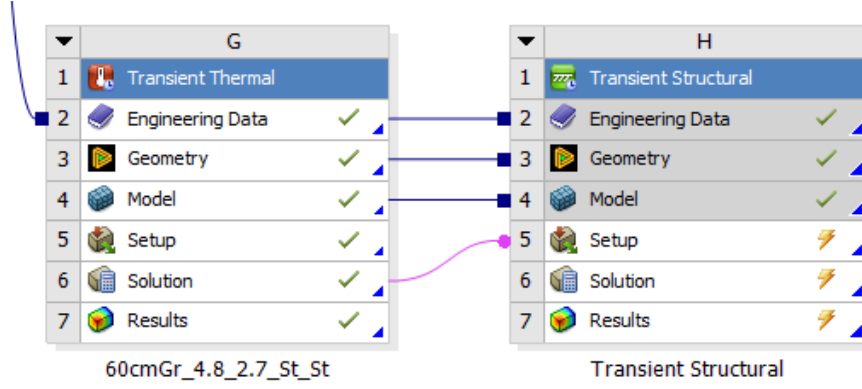 G
1 Transient Thermal
2 Engineering Data
3 Geometry
4 Model
5 Setup
6 Solution
7 Results
60cmGr_4.8_2.7_St_St
H
1 Transient Structural
2 Engineering Data
3 Geometry
4 Model
5 Setup
6 Solution
7 Results
Transient Structural